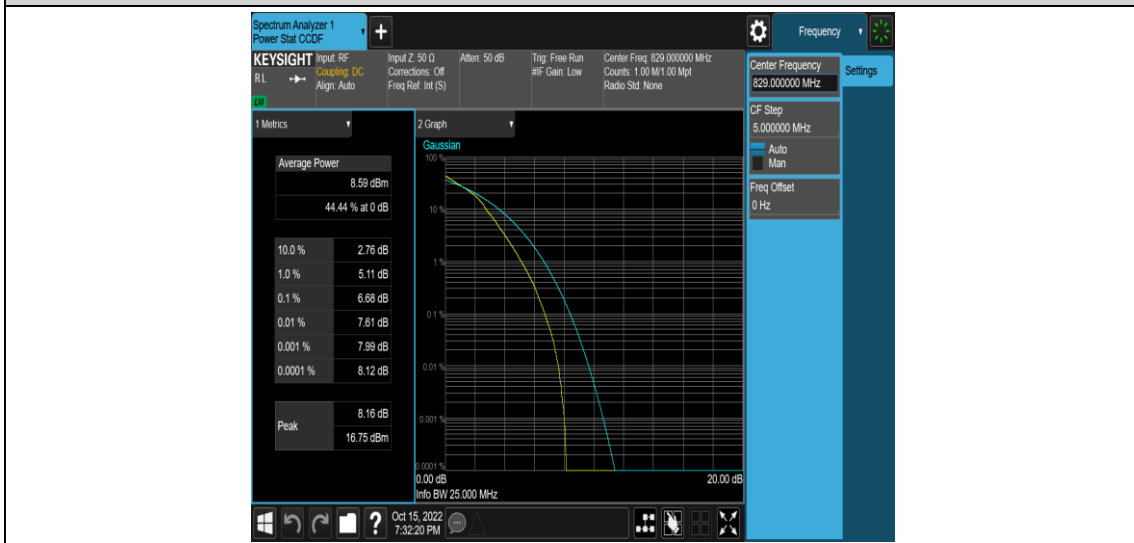 Spectrum Analyzer 1
Power Stat CCDF
+
Frequency
KEYSIGHT
RL
LXI
Input: RF
Coupling: DC
Align: Auto
Input Z: 50 Ω
Corrections: Off
Freq Ref: Int (S)
Atten: 50 dB
Trig: Free Run
#IF Gain: Low
Center Freq: 829.000000 MHz
Counts: 1.00 M/1.00 Mpt
Radio Std: None
Center Frequency
829.000000 MHz
Settings
CF Step
5.000000 MHz
Auto
Man
Freq Offset
0 Hz
1 Metrics
Average Power
8.59 dBm
44.44 % at 0 dB
10.0 % 2.76 dB
1.0 % 5.11 dB
0.1 % 6.68 dB
0.01 % 7.61 dB
0.001 % 7.99 dB
0.0001 % 8.12 dB
Peak
8.16 dB
16.75 dBm
2 Graph
Gaussian
100 %
10 %
1 %
0.1 %
0.01 %
0.001 %
0.0001 %
0.00 dB 20.00 dB
Info BW 25.000 MHz
?
Oct 15, 2022
7:32:20 PM